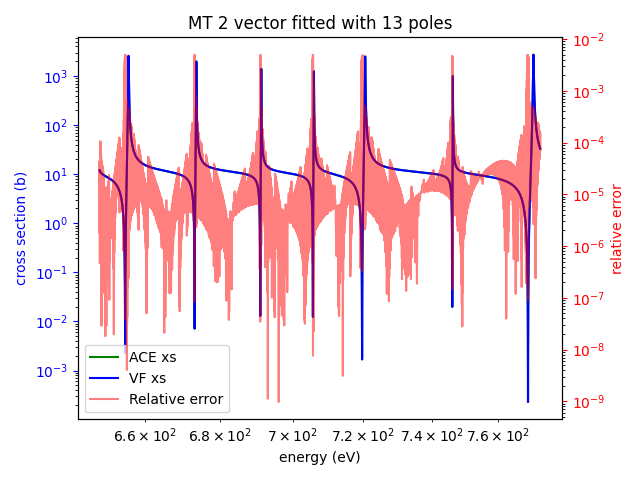 MT 2 vector fitted with 13 poles
cross section (b)
10³
10²
10¹
10⁰
10⁻¹
10⁻²
10⁻³
ACE xs
VF xs
Relative error
6.6 × 10² 6.8 × 10² 7 × 10² 7.2 × 10² 7.4 × 10² 7.6 × 10²
energy (eV)
10⁻²
10⁻³
10⁻⁴
10⁻⁵
10⁻⁶
10⁻⁷
10⁻⁸
10⁻⁹
relative error